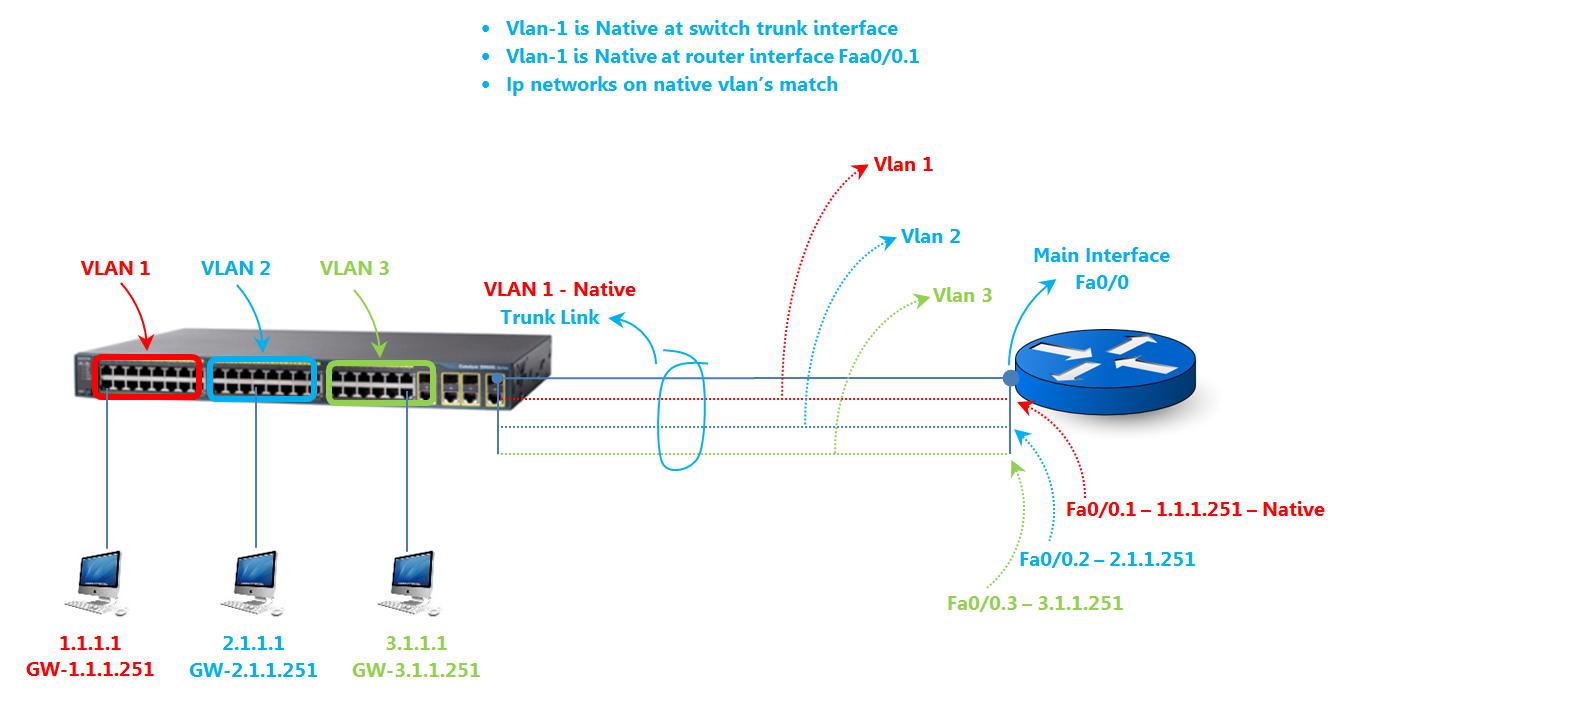 • Vlan-1 is Native at switch trunk interface
• Vlan-1 is Native at router interface Faa0/0.1
• Ip networks on native vlan’s match
Vlan 1
Vlan 2
Vlan 3
Main Interface
Fa0/0
VLAN 1
VLAN 2
VLAN 3
VLAN 1 - Native
Trunk Link
Fa0/0.1 – 1.1.1.251 – Native
Fa0/0.2 – 2.1.1.251
Fa0/0.3 – 3.1.1.251
1.1.1.1
GW-1.1.1.251
2.1.1.1
GW-2.1.1.251
3.1.1.1
GW-3.1.1.251